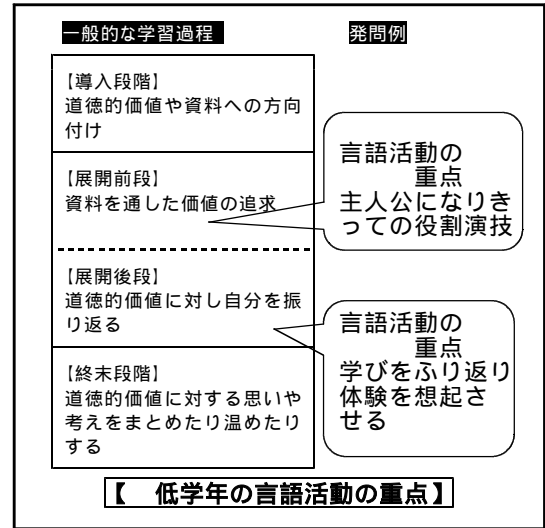 一般的な学習過程
発問例
【導入段階】
道徳的価値や資料への方向
付け
【展開前段】
資料を通した価値の追求
【展開後段】
道徳的価値に対し自分を振
り返る
【終末段階】
道徳的価値に対する思いや
考えをまとめたり温めたり
する
言語活動の
重点
主人公になりき
っての役割演技
言語活動の
重点
学びをふり返り
体験を想起さ
せる
【 低学年の言語活動の重点】